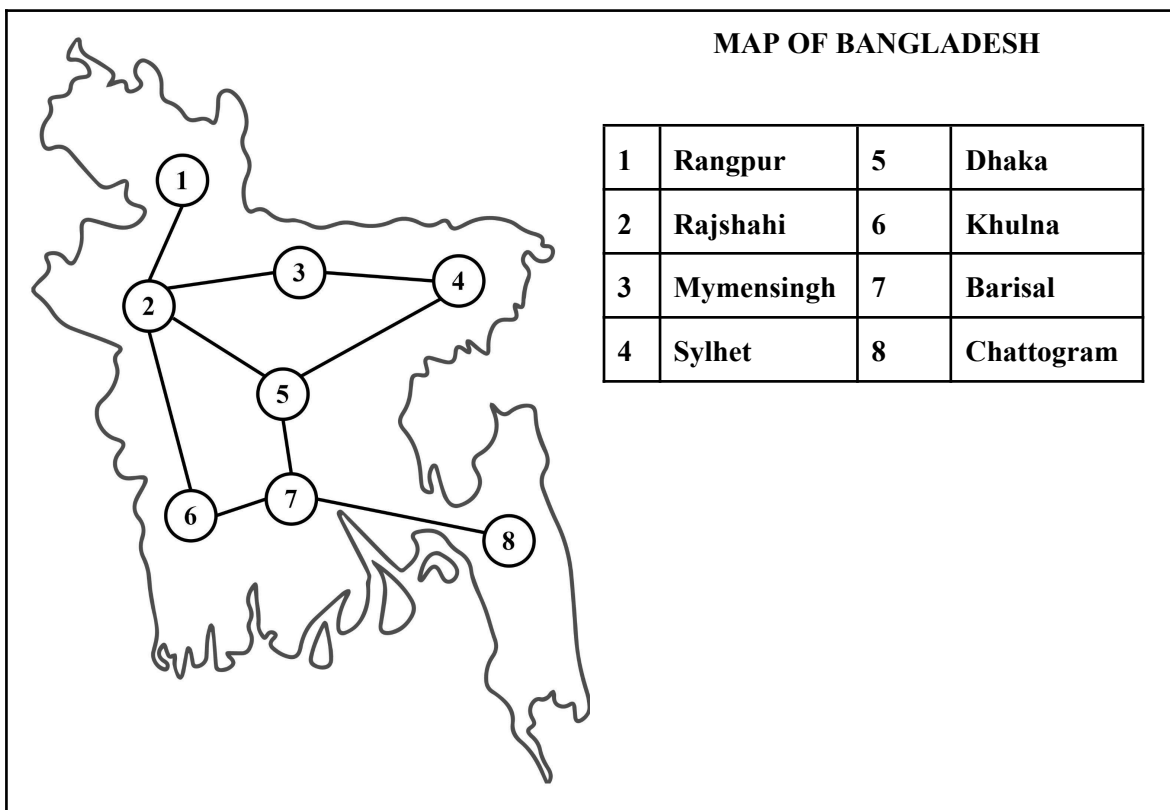 MAP OF BANGLADESH
1 Rangpur 5 Dhaka
2 Rajshahi 6 Khulna
3 Mymensingh 7 Barisal
4 Sylhet 8 Chattogram
1
3
4
2
5
7
6
8